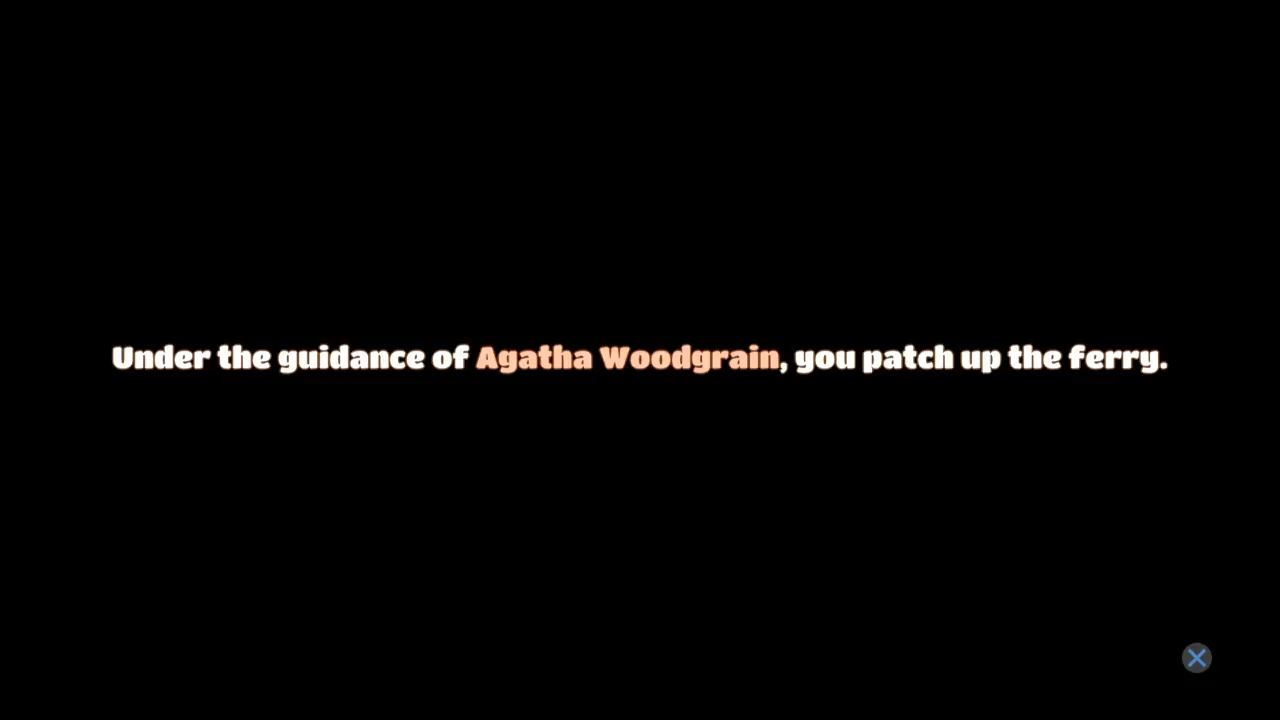 Under the guidance of Agatha Woodgrain, you patch up the ferry.